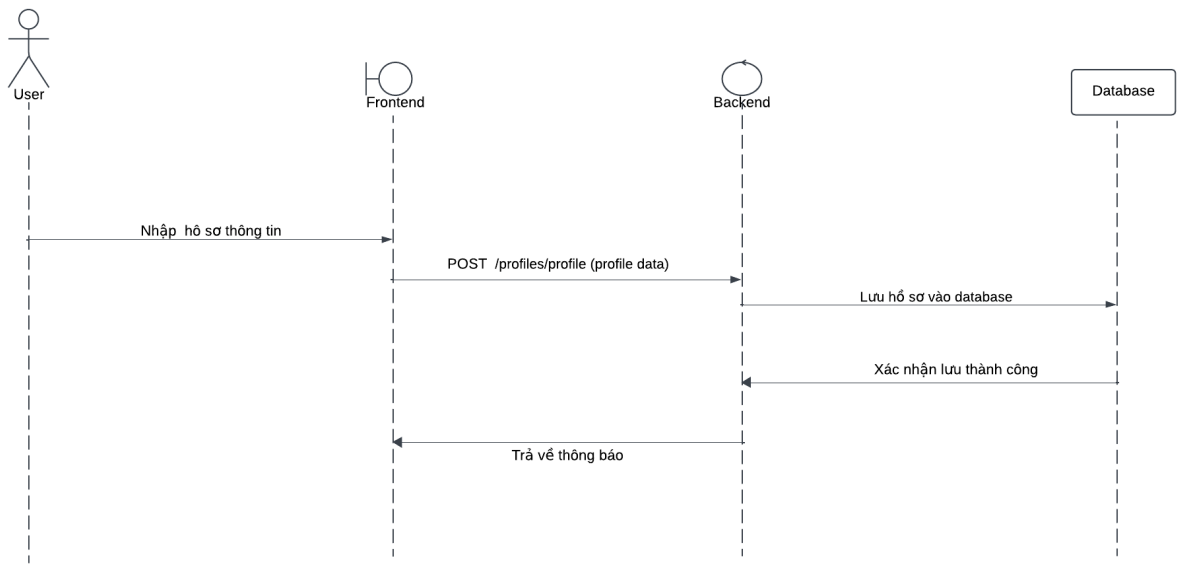 User
Frontend
Backend
Database
Nhập hô sơ thông tin
POST /profiles/profile (profile data)
Lưu hồ sơ vào database
Xác nhận lưu thành công
Trả về thông báo